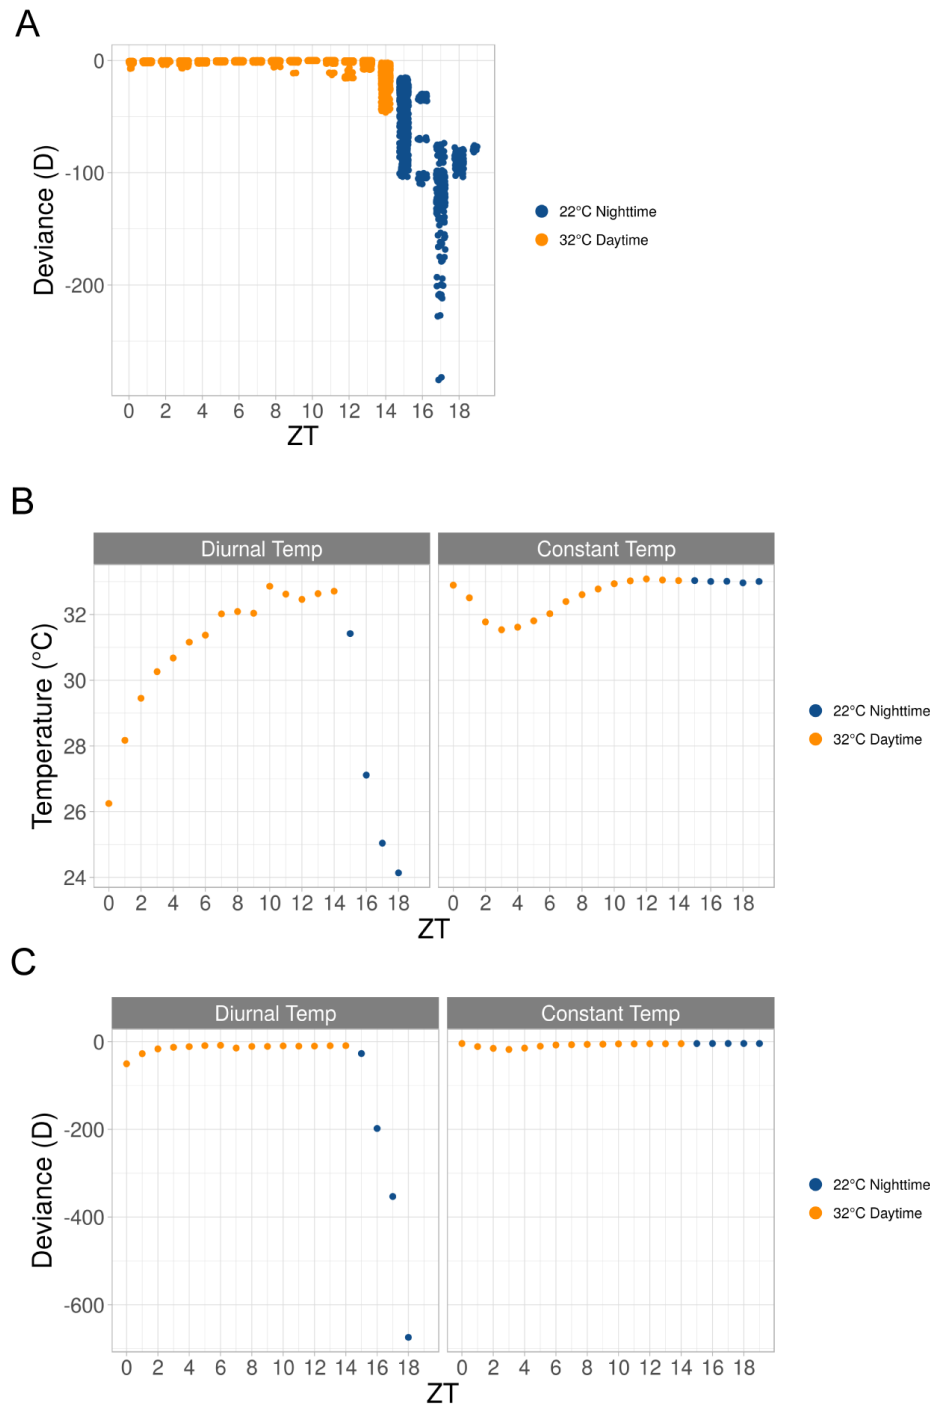 A
Deviance (D)
0
-100
-200
0 2 4 6 8 10 12 14 16 18
ZT
22°C Nighttime
32°C Daytime
B
Diurnal Temp Constant Temp
Temperature (°C)
32
30
28
26
24
0 2 4 6 8 10 12 14 16 18 0 2 4 6 8 10 12 14 16 18
ZT
22°C Nighttime
32°C Daytime
C
Diurnal Temp Constant Temp
Deviance (D)
0
-200
-400
-600
0 2 4 6 8 10 12 14 16 18 0 2 4 6 8 10 12 14 16 18
ZT
22°C Nighttime
32°C Daytime